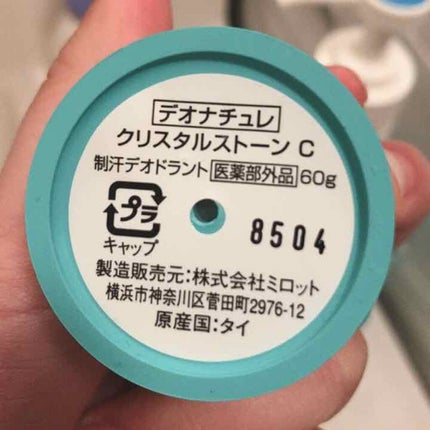 デオナチュレ
クリスタルストーン C
制汗デオドラント 医薬部外品 60g
プラ
キャップ
8504
製造販売元:株式会社ミロット
横浜市神奈川区菅田町2976-12
原産国:タイ